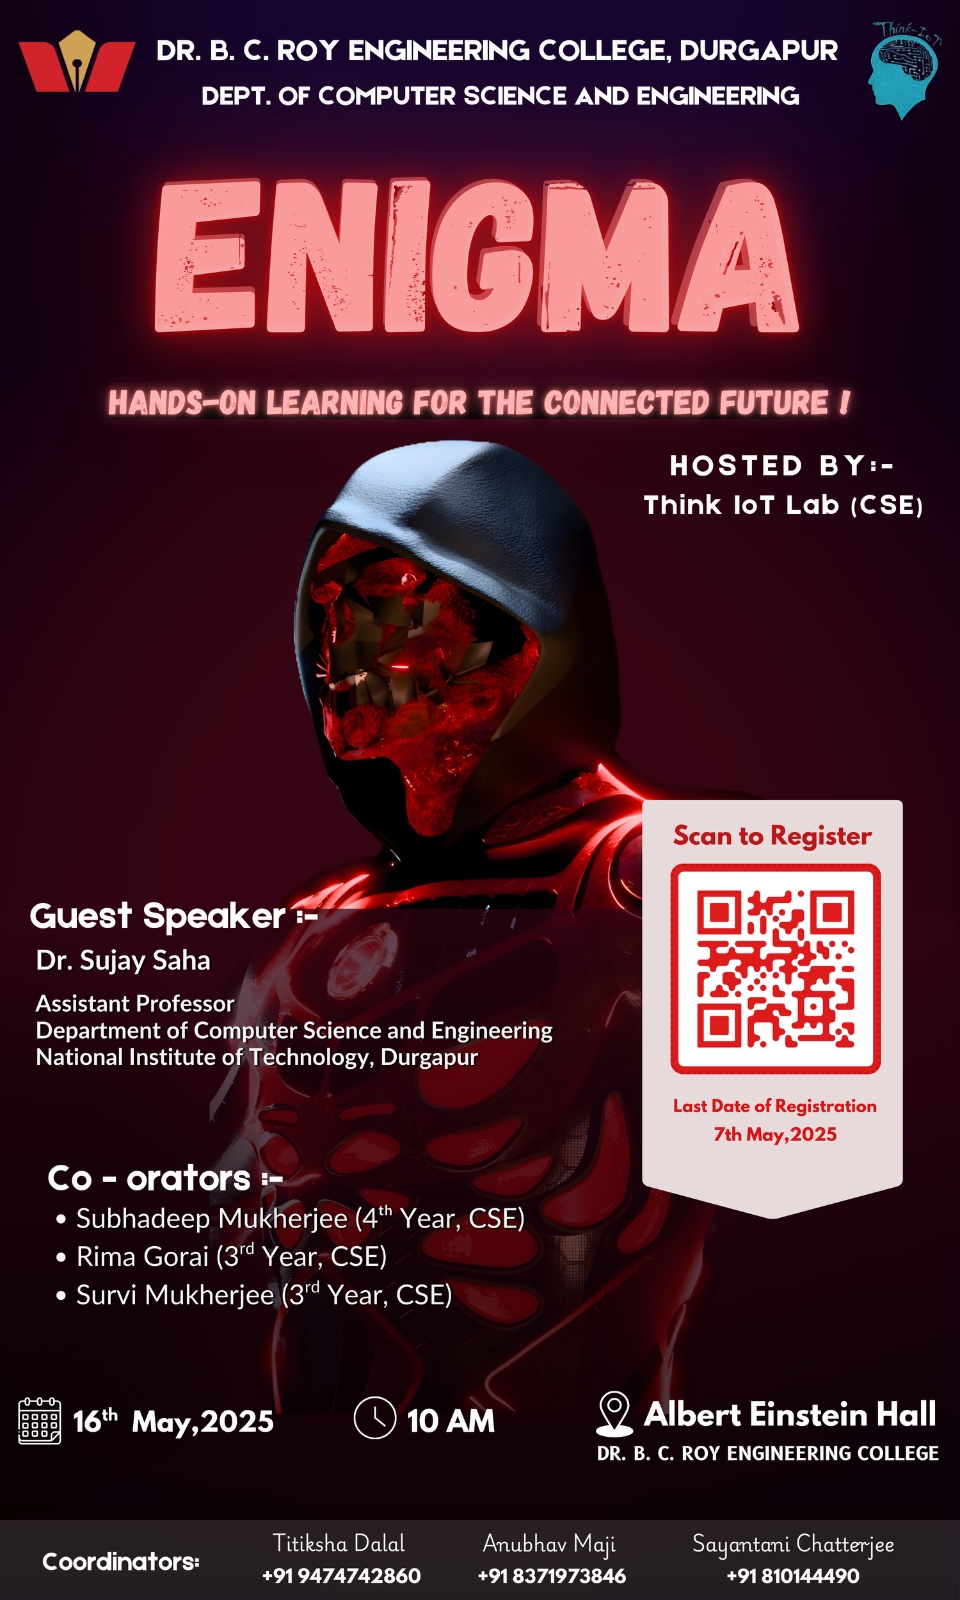 DR. B. C. ROY ENGINEERING COLLEGE, DURGAPUR
DEPT. OF COMPUTER SCIENCE AND ENGINEERING
Think-IoT
ENIGMA
HANDS-ON LEARNING FOR THE CONNECTED FUTURE !
HOSTED BY:-
Think IoT Lab (CSE)
Scan to Register
Last Date of Registration
7th May,2025
Guest Speaker :-
Dr. Sujay Saha
Assistant Professor
Department of Computer Science and Engineering
National Institute of Technology, Durgapur
Co - orators :-
• Subhadeep Mukherjee (4th Year, CSE)
• Rima Gorai (3rd Year, CSE)
• Survi Mukherjee (3rd Year, CSE)
16th May,2025
10 AM
Albert Einstein Hall
DR. B. C. ROY ENGINEERING COLLEGE
Coordinators:
Titiksha Dalal
+91 9474742860
Anubhav Maji
+91 8371973846
Sayantani Chatterjee
+91 810144490